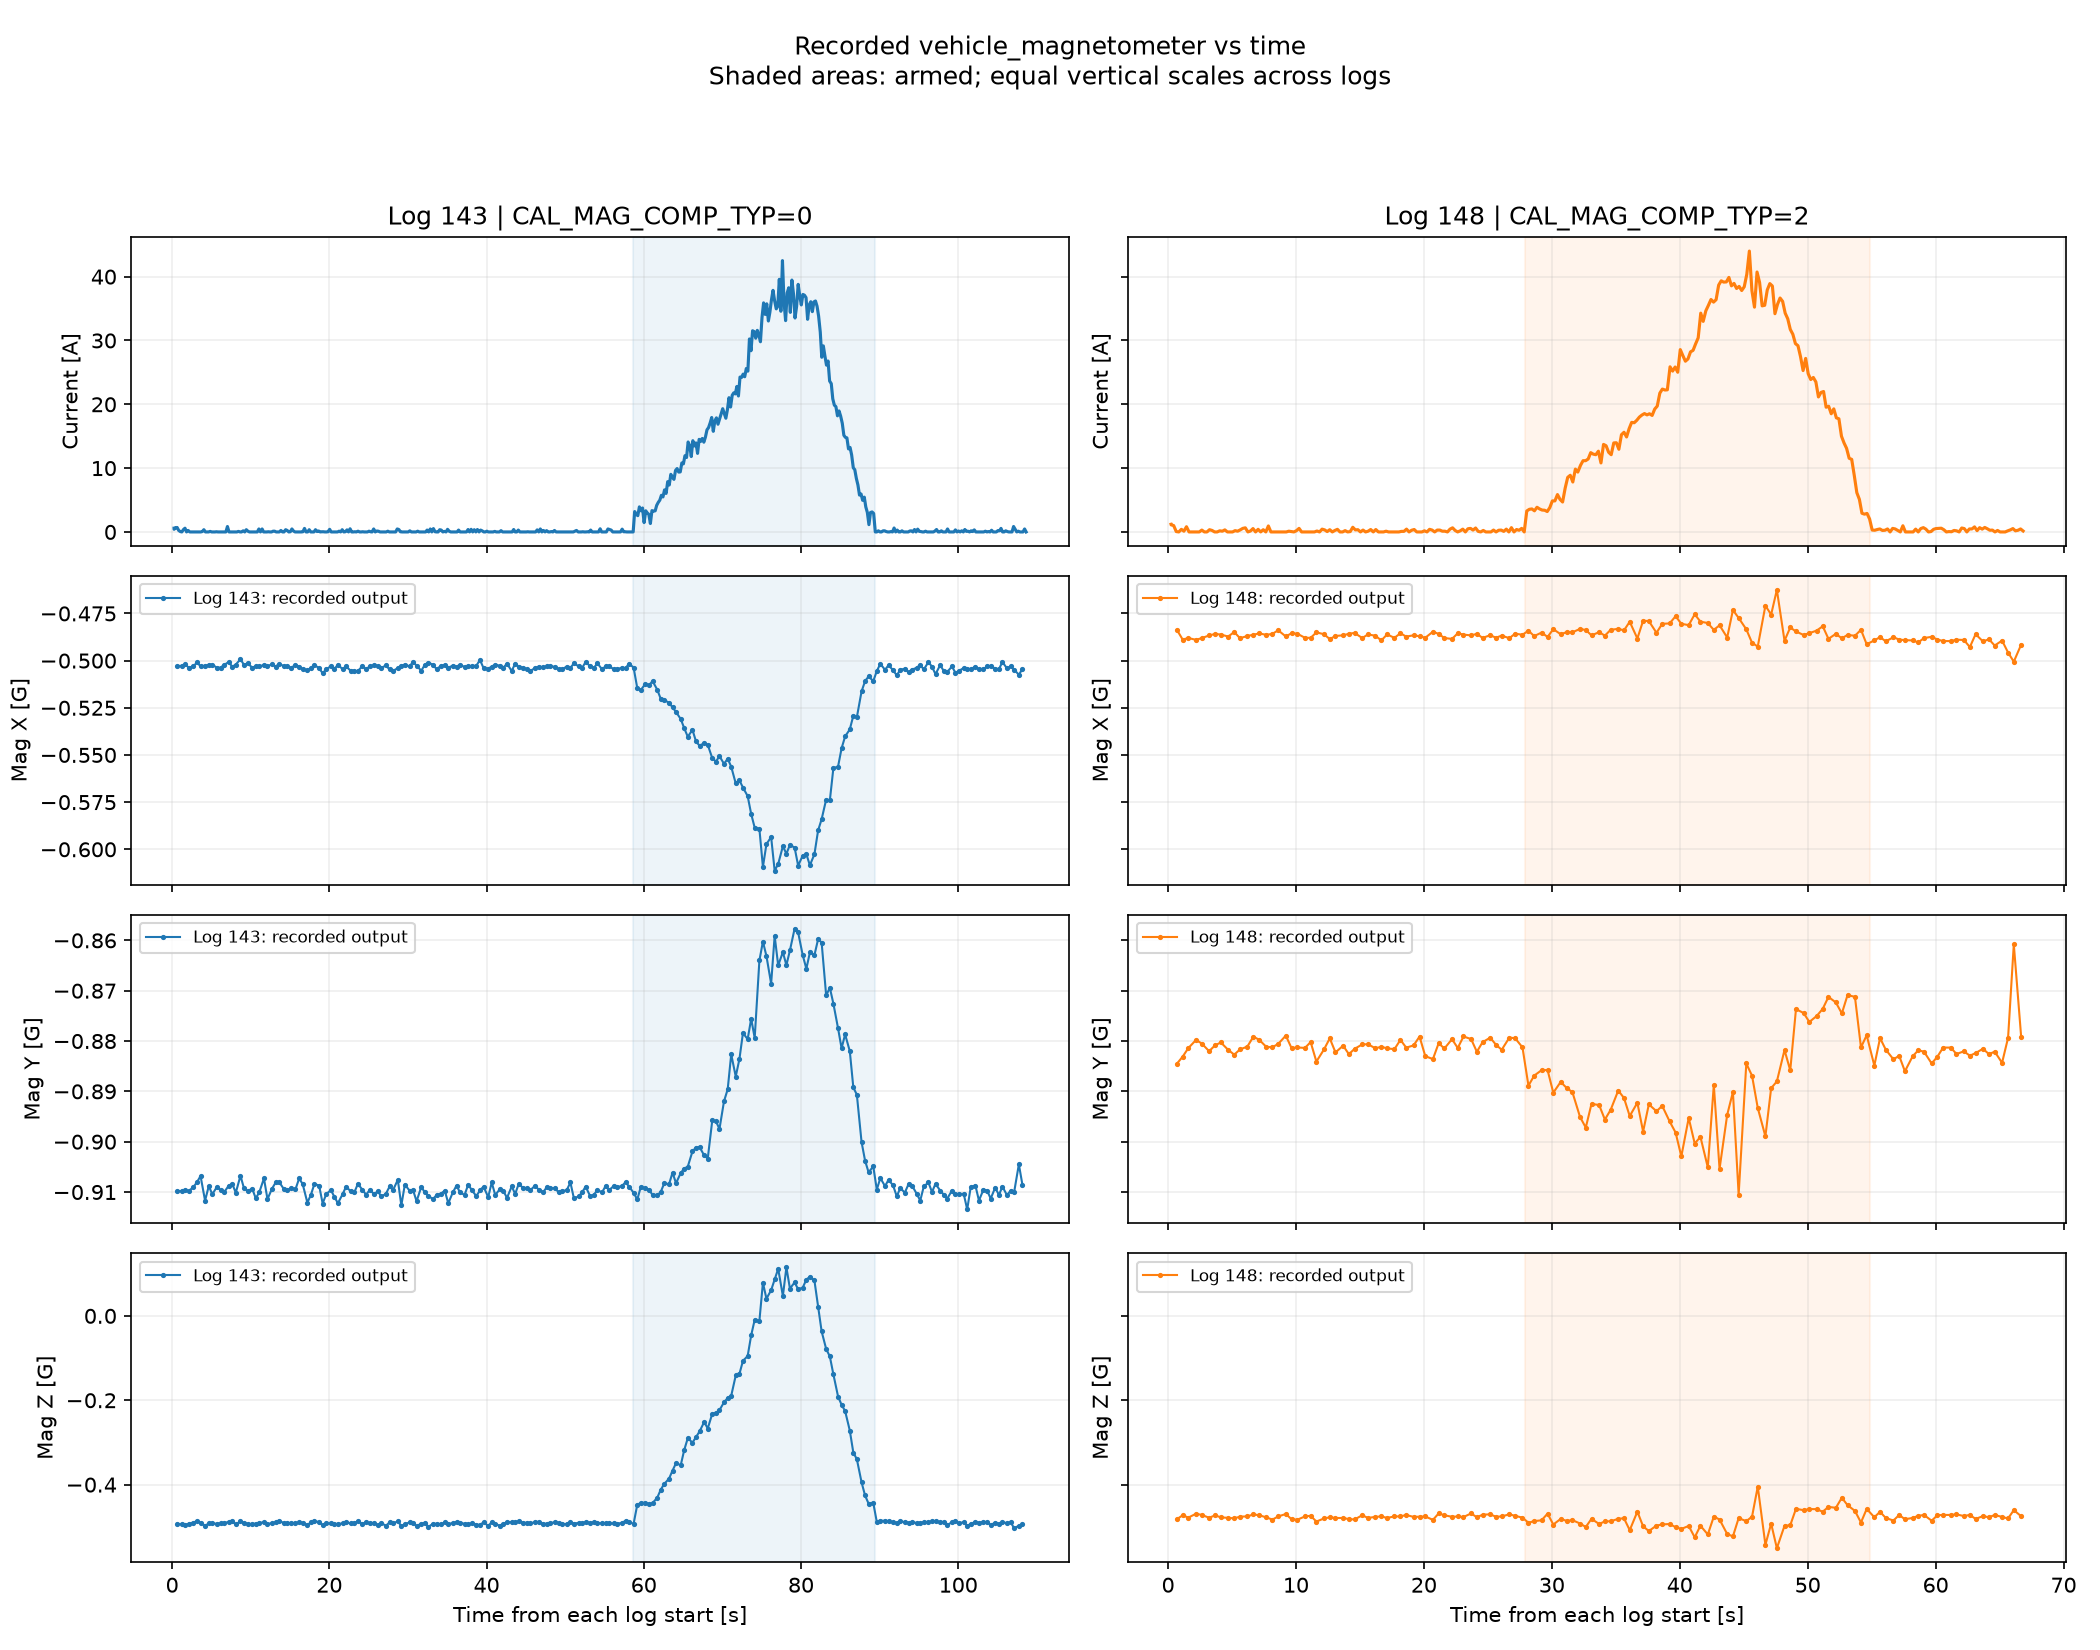 Recorded vehicle_magnetometer vs time
Shaded areas: armed; equal vertical scales across logs
Log 143 | CAL_MAG_COMP_TYP=0
Log 148 | CAL_MAG_COMP_TYP=2
Current [A]
40
30
20
10
0
Current [A]
Mag X [G]
−0.475
−0.500
−0.525
−0.550
−0.575
−0.600
Log 143: recorded output
Mag X [G]
Log 148: recorded output
Mag Y [G]
−0.86
−0.87
−0.88
−0.89
−0.90
−0.91
Log 143: recorded output
Mag Y [G]
Log 148: recorded output
Mag Z [G]
0.0
−0.2
−0.4
Log 143: recorded output
Mag Z [G]
Log 148: recorded output
0 20 40 60 80 100
Time from each log start [s]
0 10 20 30 40 50 60 70
Time from each log start [s]